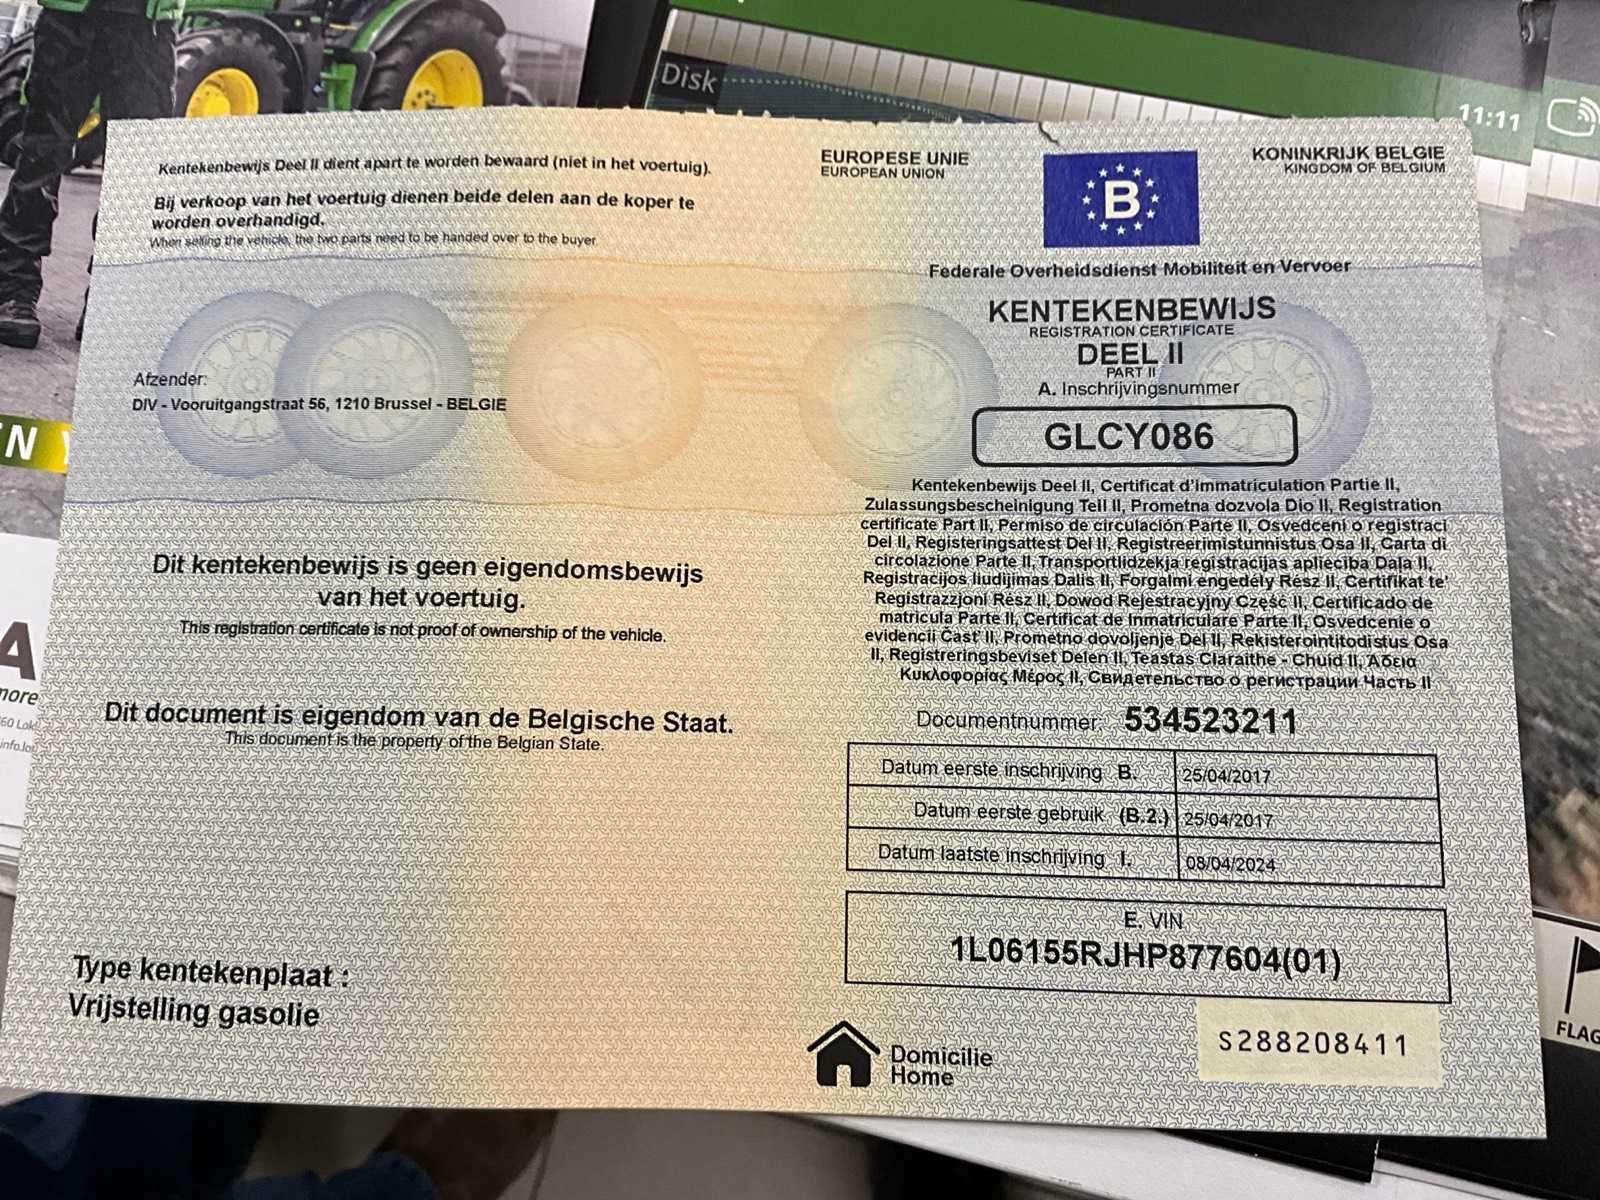 Disk
11:11
Kentekenbewijs Deel II dient apart te worden bewaard (niet in het voertuig).
Bij verkoop van het voertuig dienen beide delen aan de koper te
worden overhandigd.
When selling the vehicle, the two parts need to be handed over to the buyer.
EUROPESE UNIE
EUROPEAN UNION
B
KONINKRIJK BELGIE
KINGDOM OF BELGIUM
Federale Overheidsdienst Mobiliteit en Vervoer
KENTEKENBEWIJS
REGISTRATION CERTIFICATE
DEEL II
PART II
A. Inschrijvingsnummer
GLCY086
Afzender:
DIV - Vooruitgangstraat 56, 1210 Brussel - BELGIE
Kentekenbewijs Deel II, Certificat d'immatriculation Partie II,
Zulassungsbescheinigung Teil II, Prometna dozvola Dio II, Registration
certificate Part II, Permiso de circulación Parte II, Osvedceni o registraci
Del II, Registeringsattest Del II, Registreerimistunnistus Osa II, Carta di
circolazione Parte II, Transportlidzekja registracijas aplieciba Dala II,
Registracijos liudijimas Dalis II, Forgalmi engedély Rész II, Certifikat te'
Registrazzjoni Rész II, Dowod Rejestracyjny Część II, Certificado de
matricula Parte II, Certificat de Inmatriculare Parte II, Osvedcenie o
evidencii Čast' II, Prometno dovoljenje Del II, Rekisterointitodistus Osa
II, Registreringsbeviset Delen II, Teastas Claraithe - Chuid II, Άδεια
Κυκλοφορίας Μέρος II, Свидетельство о регистрации Часть II
Dit kentekenbewijs is geen eigendomsbewijs
van het voertuig.
This registration certificate is not proof of ownership of the vehicle.
Dit document is eigendom van de Belgische Staat.
This document is the property of the Belgian State.
Documentnummer: 534523211
Datum eerste inschrijving B. 25/04/2017
Datum eerste gebruik (B.2.) 25/04/2017
Datum laatste inschrijving I. 08/04/2024
E. VIN
1L06155RJHP877604(01)
Type kentekenplaat :
Vrijstelling gasolie
Domicilie
Home
S288208411
FLAG